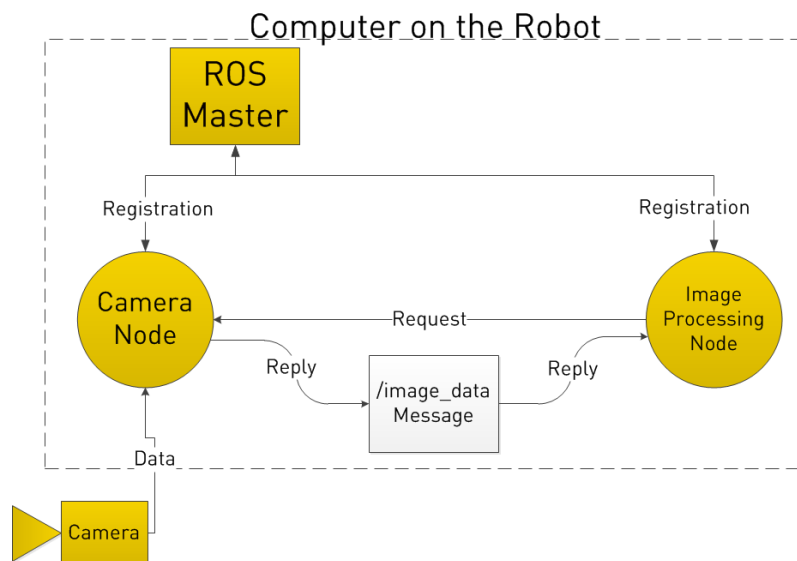 Computer on the Robot
ROS
Master
Registration
Registration
Camera
Node
Image
Processing
Node
Request
Reply
Reply
/image_data
Message
Data
Camera